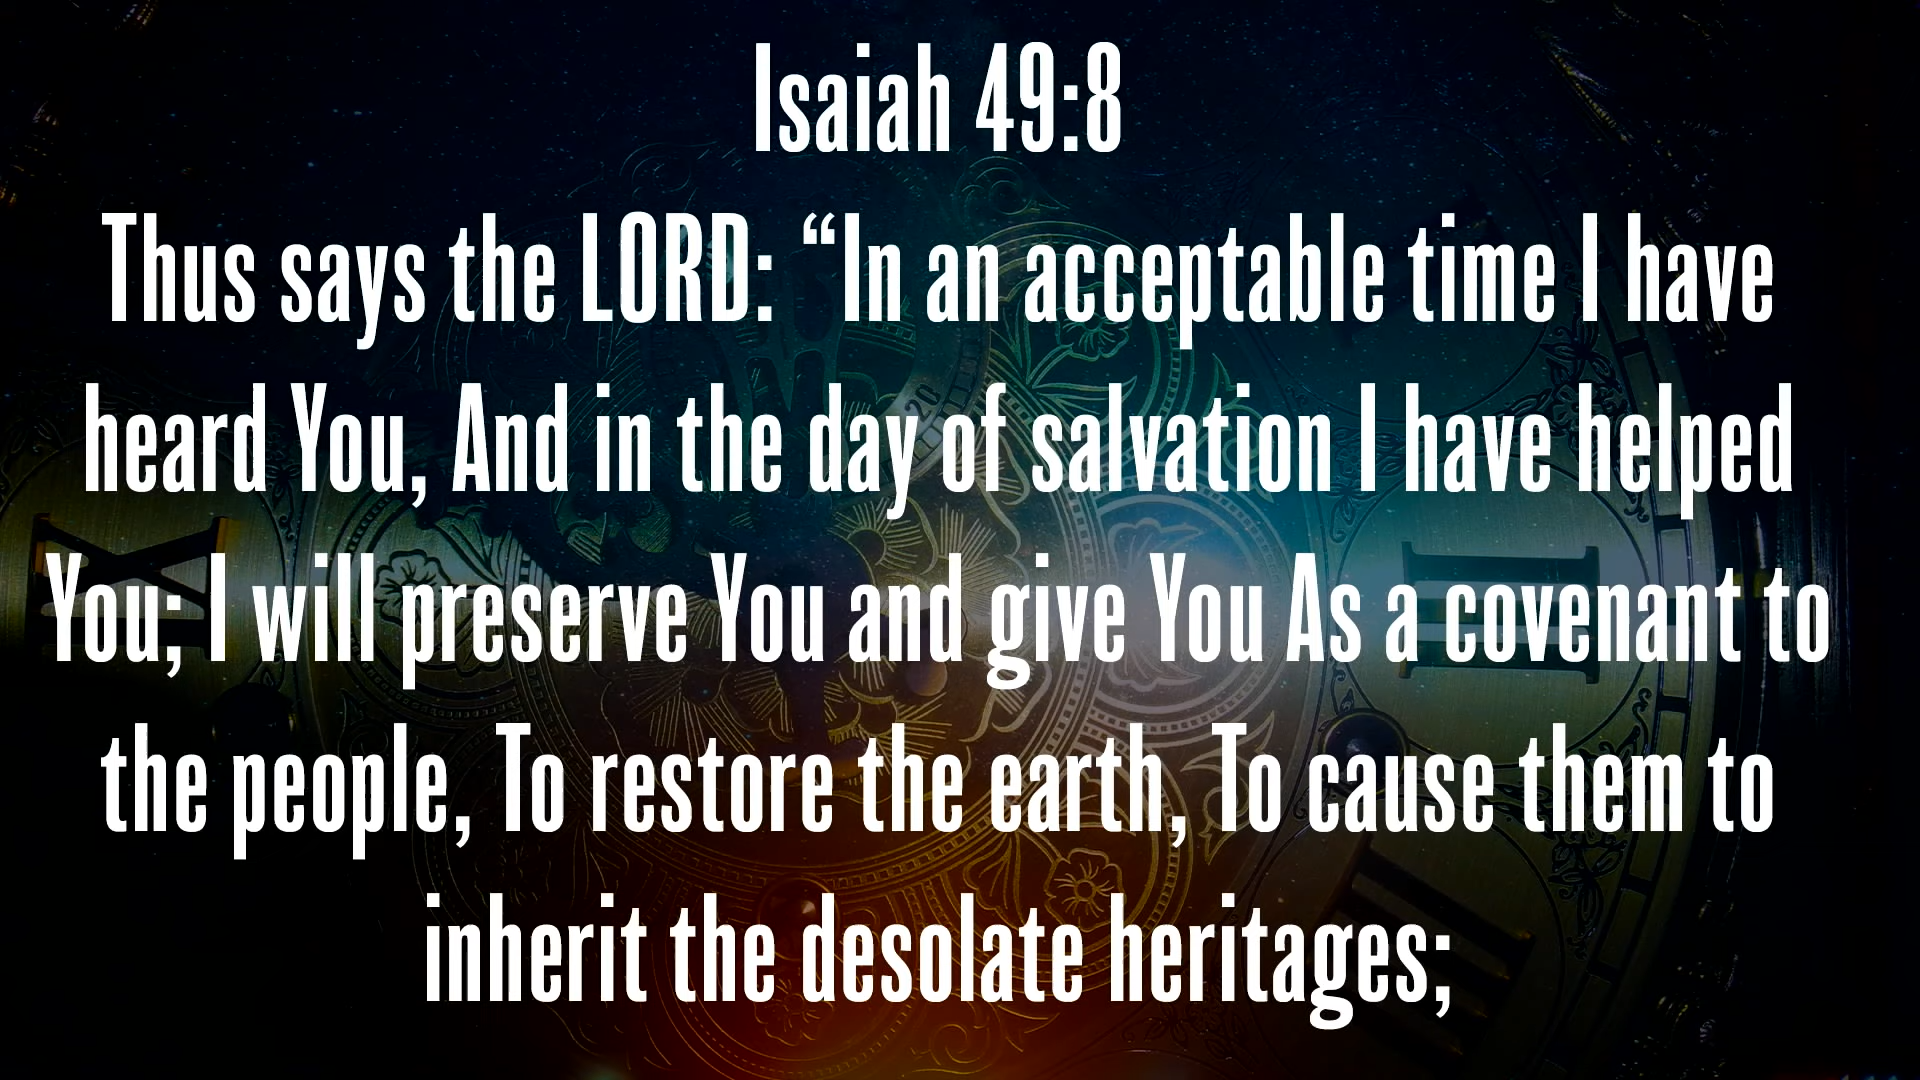 Isaiah 49:8
Thus says the LORD: “In an acceptable time I have
heard You, And in the day of salvation I have helped
You; I will preserve You and give You As a covenant to
the people, To restore the earth, To cause them to
inherit the desolate heritages;